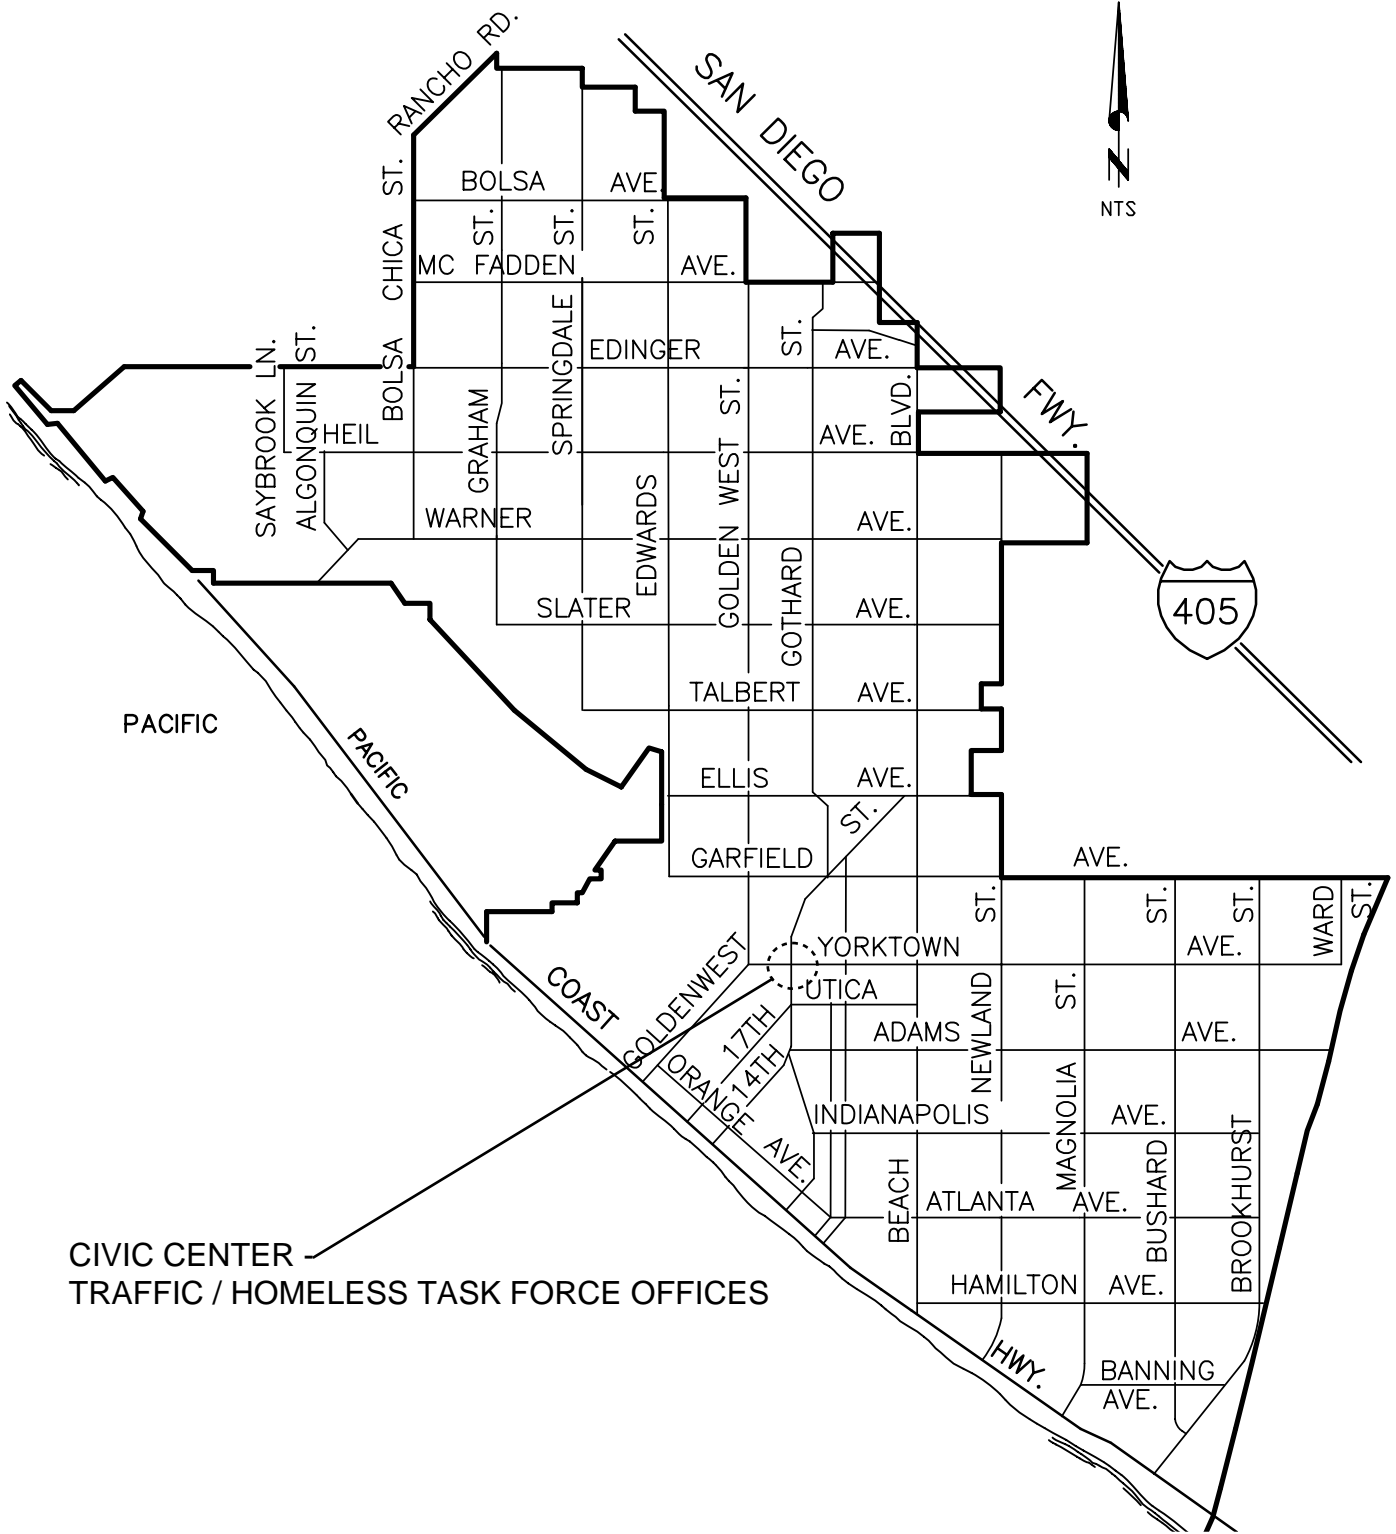 RANCHO RD.
SAN DIEGO
NTS
BOLSA AVE.
BOLSA CHICA ST.
ST.
ST.
ST.
MC FADDEN AVE.
SAYBROOK LN.
ALGONQUIN ST.
GRAHAM
SPRINGDALE
EDINGER AVE.
ST.
FWY.
HEIL AVE.
BLVD.
GOLDEN WEST ST.
EDWARDS
WARNER AVE.
GOTHARD
SLATER AVE.
405
TALBERT AVE.
PACIFIC
PACIFIC
ELLIS AVE.
ST.
GARFIELD AVE.
ST.
ST.
ST.
WARD ST.
YORKTOWN AVE.
GOLDENWEST
COAST
UTICA
NEWLAND
ST.
17TH
ADAMS AVE.
14TH
ORANGE AVE.
INDIANAPOLIS AVE.
MAGNOLIA
BUSHARD
BROOKHURST
BEACH
ATLANTA AVE.
CIVIC CENTER
TRAFFIC / HOMELESS TASK FORCE OFFICES
HAMILTON AVE.
HWY.
BANNING
AVE.